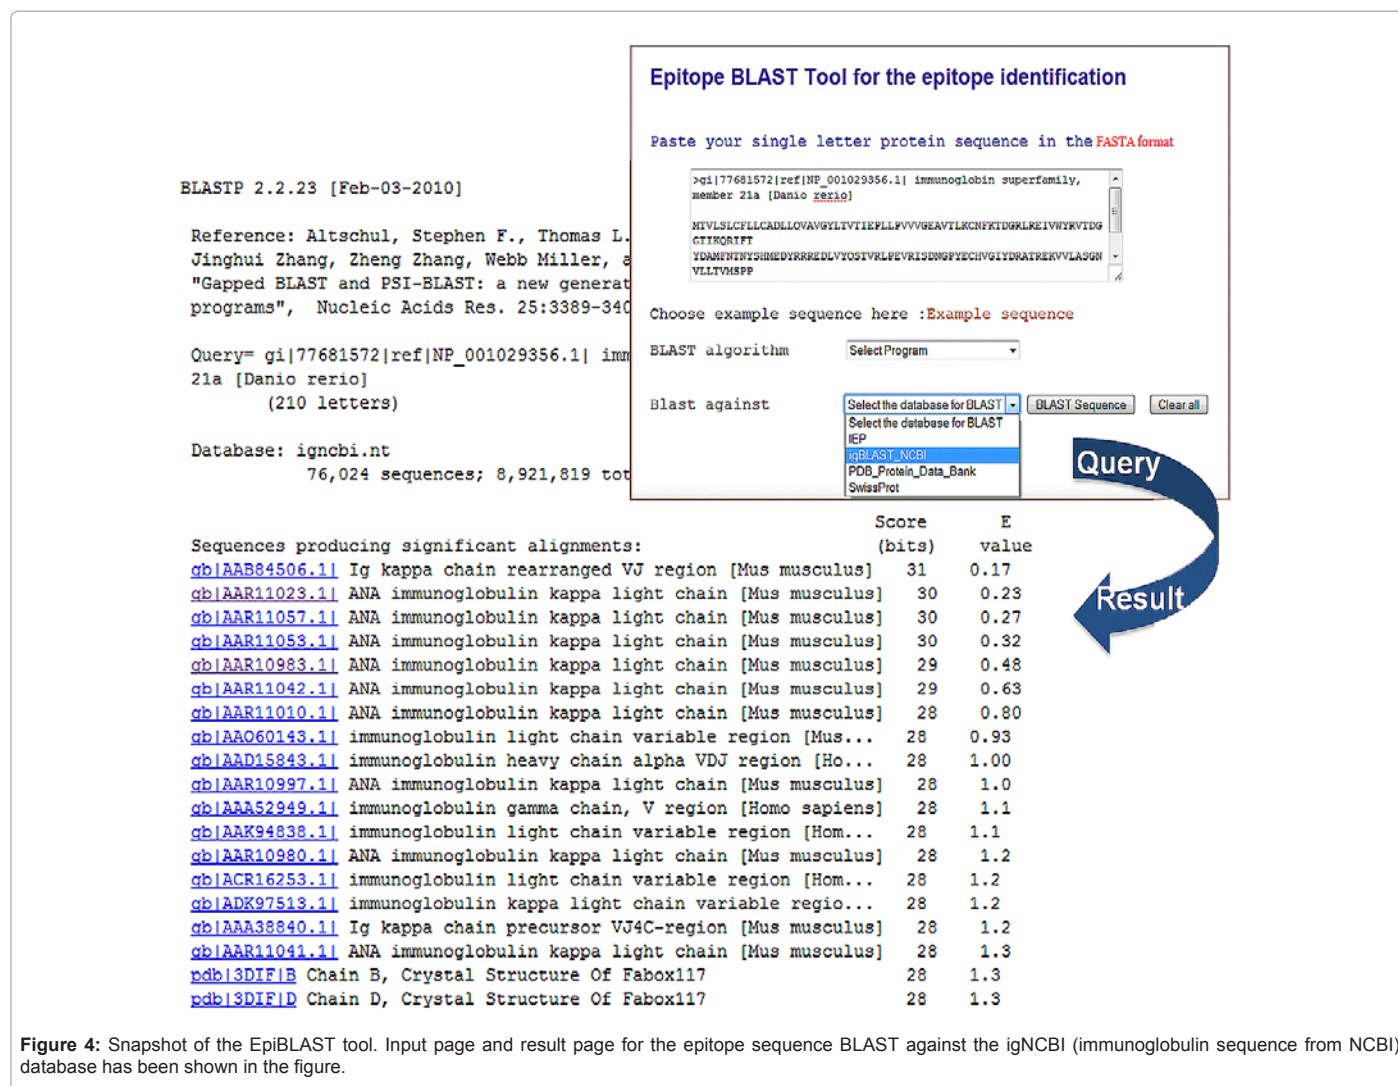 Epitope BLAST Tool for the epitope identification
Paste your single letter protein sequence in the FASTA format
>gi|77681572|ref|NP_001029356.1| immunoglobin superfamily,
member 21a [Danio rerio]
MTVLSLCFLLCADLLQVAVGYLTVTIEPLLPVVVGEAVTLKCNFKTDGRLREIVWYRVTDG
GTIKQRIFT
YDAMFNTNYSHMEDYRRREDLVYQSTVRLPEVRISDNGPYECHVGIYDRATREKVVLASGN
VLLTVMSPP
Choose example sequence here :Example sequence
BLAST algorithm Select Program
Blast against Select the database for BLAST BLAST Sequence Clear all
Select the database for BLAST
IEP
igBLAST_NCBI
PDB_Protein_Data_Bank
SwissProt
Query
Result
BLASTP 2.2.23 [Feb-03-2010]
Reference: Altschul, Stephen F., Thomas L.
Jinghui Zhang, Zheng Zhang, Webb Miller, a
"Gapped BLAST and PSI-BLAST: a new generat
programs", Nucleic Acids Res. 25:3389-340
Query= gi|77681572|ref|NP_001029356.1| imm
21a [Danio rerio]
(210 letters)
Database: igncbi.nt
76,024 sequences; 8,921,819 tot
Score E
Sequences producing significant alignments: (bits) value
gb|AAB84506.1| Ig kappa chain rearranged VJ region [Mus musculus] 31 0.17
gb|AAR11023.1| ANA immunoglobulin kappa light chain [Mus musculus] 30 0.23
gb|AAR11057.1| ANA immunoglobulin kappa light chain [Mus musculus] 30 0.27
gb|AAR11053.1| ANA immunoglobulin kappa light chain [Mus musculus] 30 0.32
gb|AAR10983.1| ANA immunoglobulin kappa light chain [Mus musculus] 29 0.48
gb|AAR11042.1| ANA immunoglobulin kappa light chain [Mus musculus] 29 0.63
gb|AAR11010.1| ANA immunoglobulin kappa light chain [Mus musculus] 28 0.80
gb|AAO60143.1| immunoglobulin light chain variable region [Mus... 28 0.93
gb|AAD15843.1| immunoglobulin heavy chain alpha VDJ region [Ho... 28 1.00
gb|AAR10997.1| ANA immunoglobulin kappa light chain [Mus musculus] 28 1.0
gb|AAA52949.1| immunoglobulin gamma chain, V region [Homo sapiens] 28 1.1
gb|AAK94838.1| immunoglobulin light chain variable region [Hom... 28 1.1
gb|AAR10980.1| ANA immunoglobulin kappa light chain [Mus musculus] 28 1.2
gb|ACR16253.1| immunoglobulin light chain variable region [Hom... 28 1.2
gb|ADK97513.1| immunoglobulin kappa light chain variable regio... 28 1.2
gb|AAA38840.1| Ig kappa chain precursor VJ4C-region [Mus musculus] 28 1.2
gb|AAR11041.1| ANA immunoglobulin kappa light chain [Mus musculus] 28 1.3
pdb|3DIF|B Chain B, Crystal Structure Of Fabox117 28 1.3
pdb|3DIF|D Chain D, Crystal Structure Of Fabox117 28 1.3
Figure 4: Snapshot of the EpiBLAST tool. Input page and result page for the epitope sequence BLAST against the igNCBI (immunoglobulin sequence from NCBI)
database has been shown in the figure.